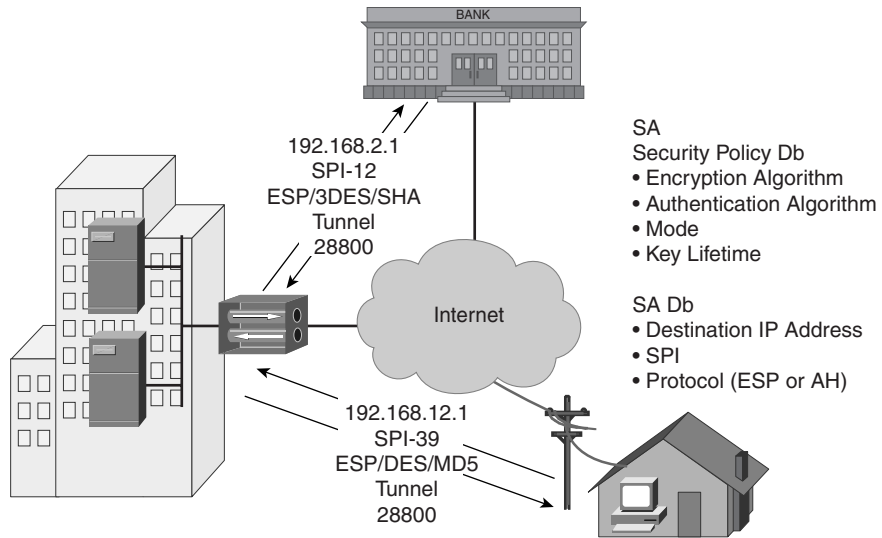 BANK
192.168.2.1
SPI-12
ESP/3DES/SHA
Tunnel
28800
SA
Security Policy Db
• Encryption Algorithm
• Authentication Algorithm
• Mode
• Key Lifetime
SA Db
• Destination IP Address
• SPI
• Protocol (ESP or AH)
Internet
192.168.12.1
SPI-39
ESP/DES/MD5
Tunnel
28800